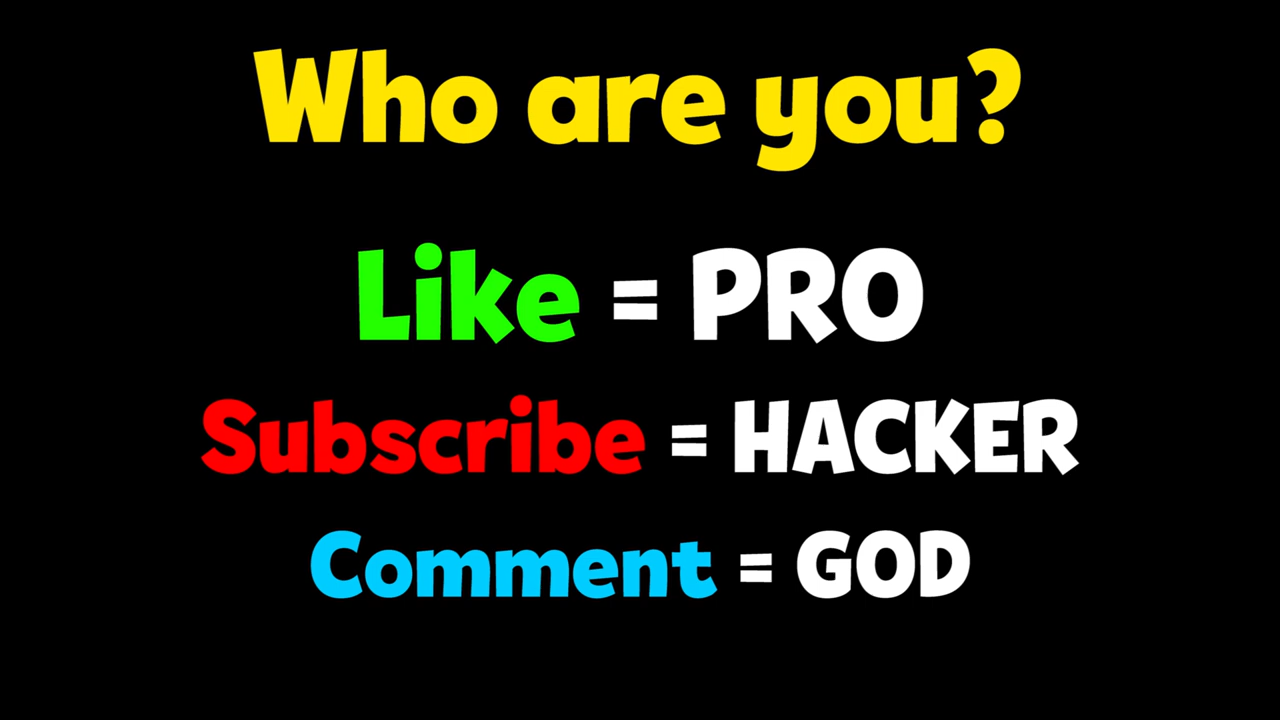 Who are you?
Like = PRO
Subscribe = HACKER
Comment = GOD